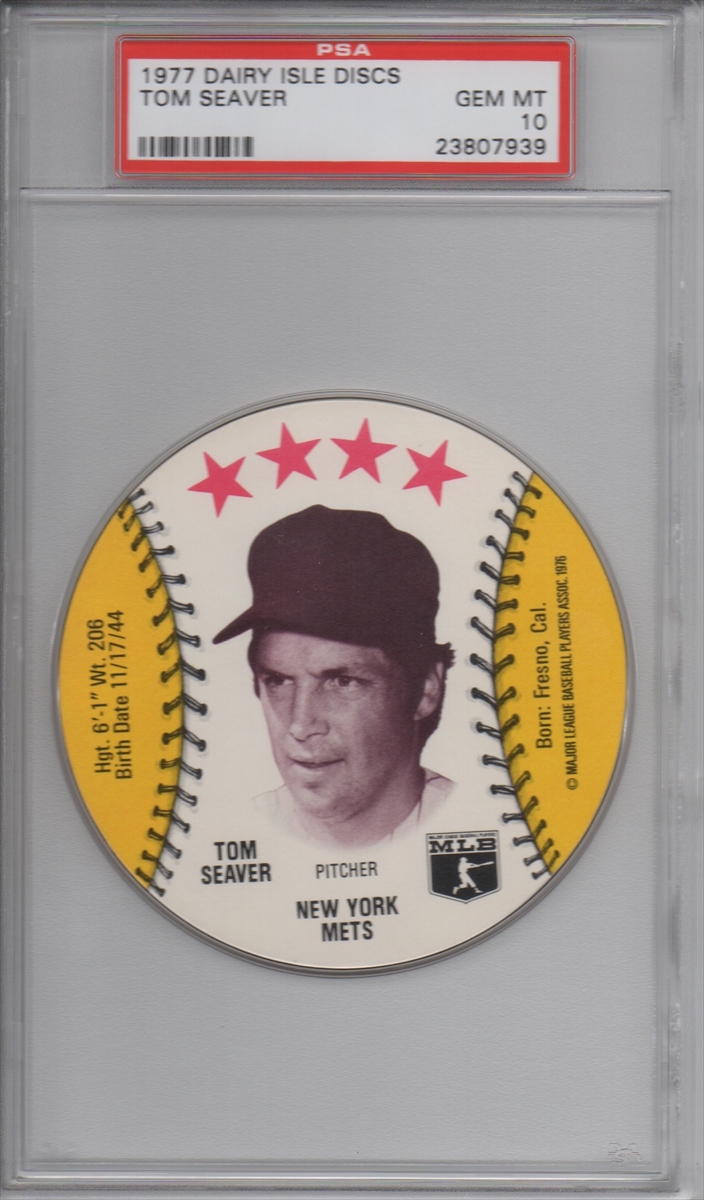 PSA
1977 DAIRY ISLE DISCS
TOM SEAVER GEM MT
10
23807939
Hgt. 6'-1" Wt. 206
Birth Date 11/17/44
Born: Fresno, Cal.
© MAJOR LEAGUE BASEBALL PLAYERS ASSOC. 1976
TOM
SEAVER
PITCHER
MLB
NEW YORK
METS